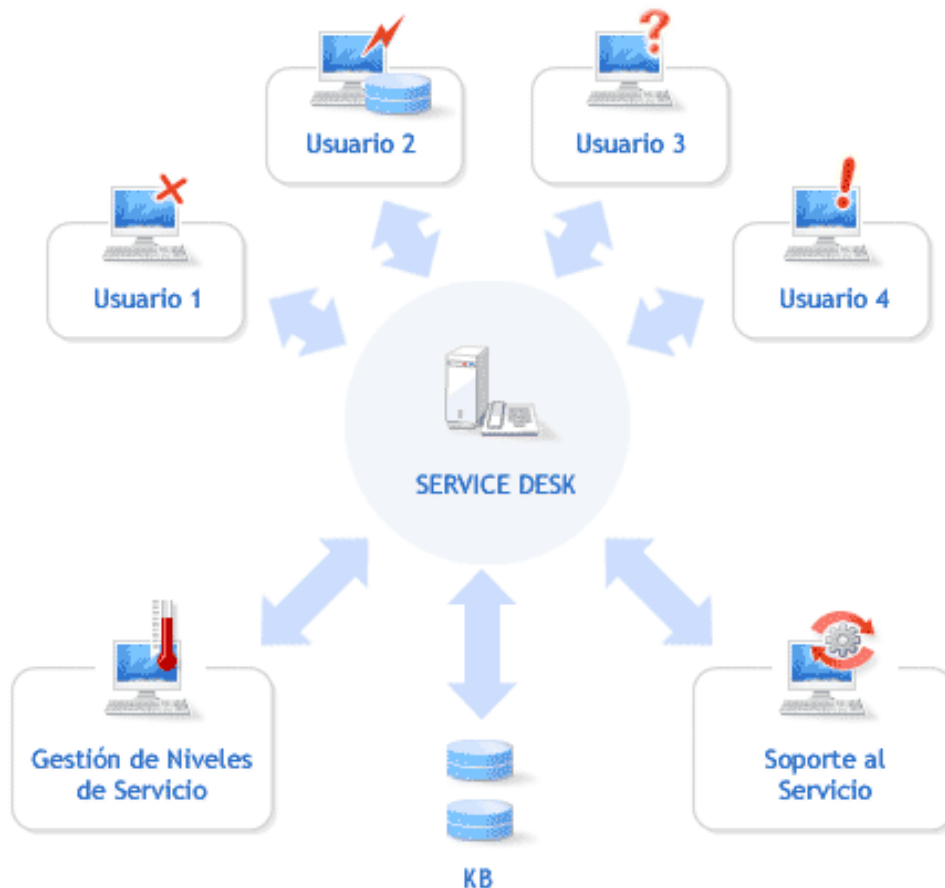 Usuario 2
Usuario 3
Usuario 1
Usuario 4
SERVICE DESK
Gestión de Niveles
de Servicio
Soporte al
Servicio
KB